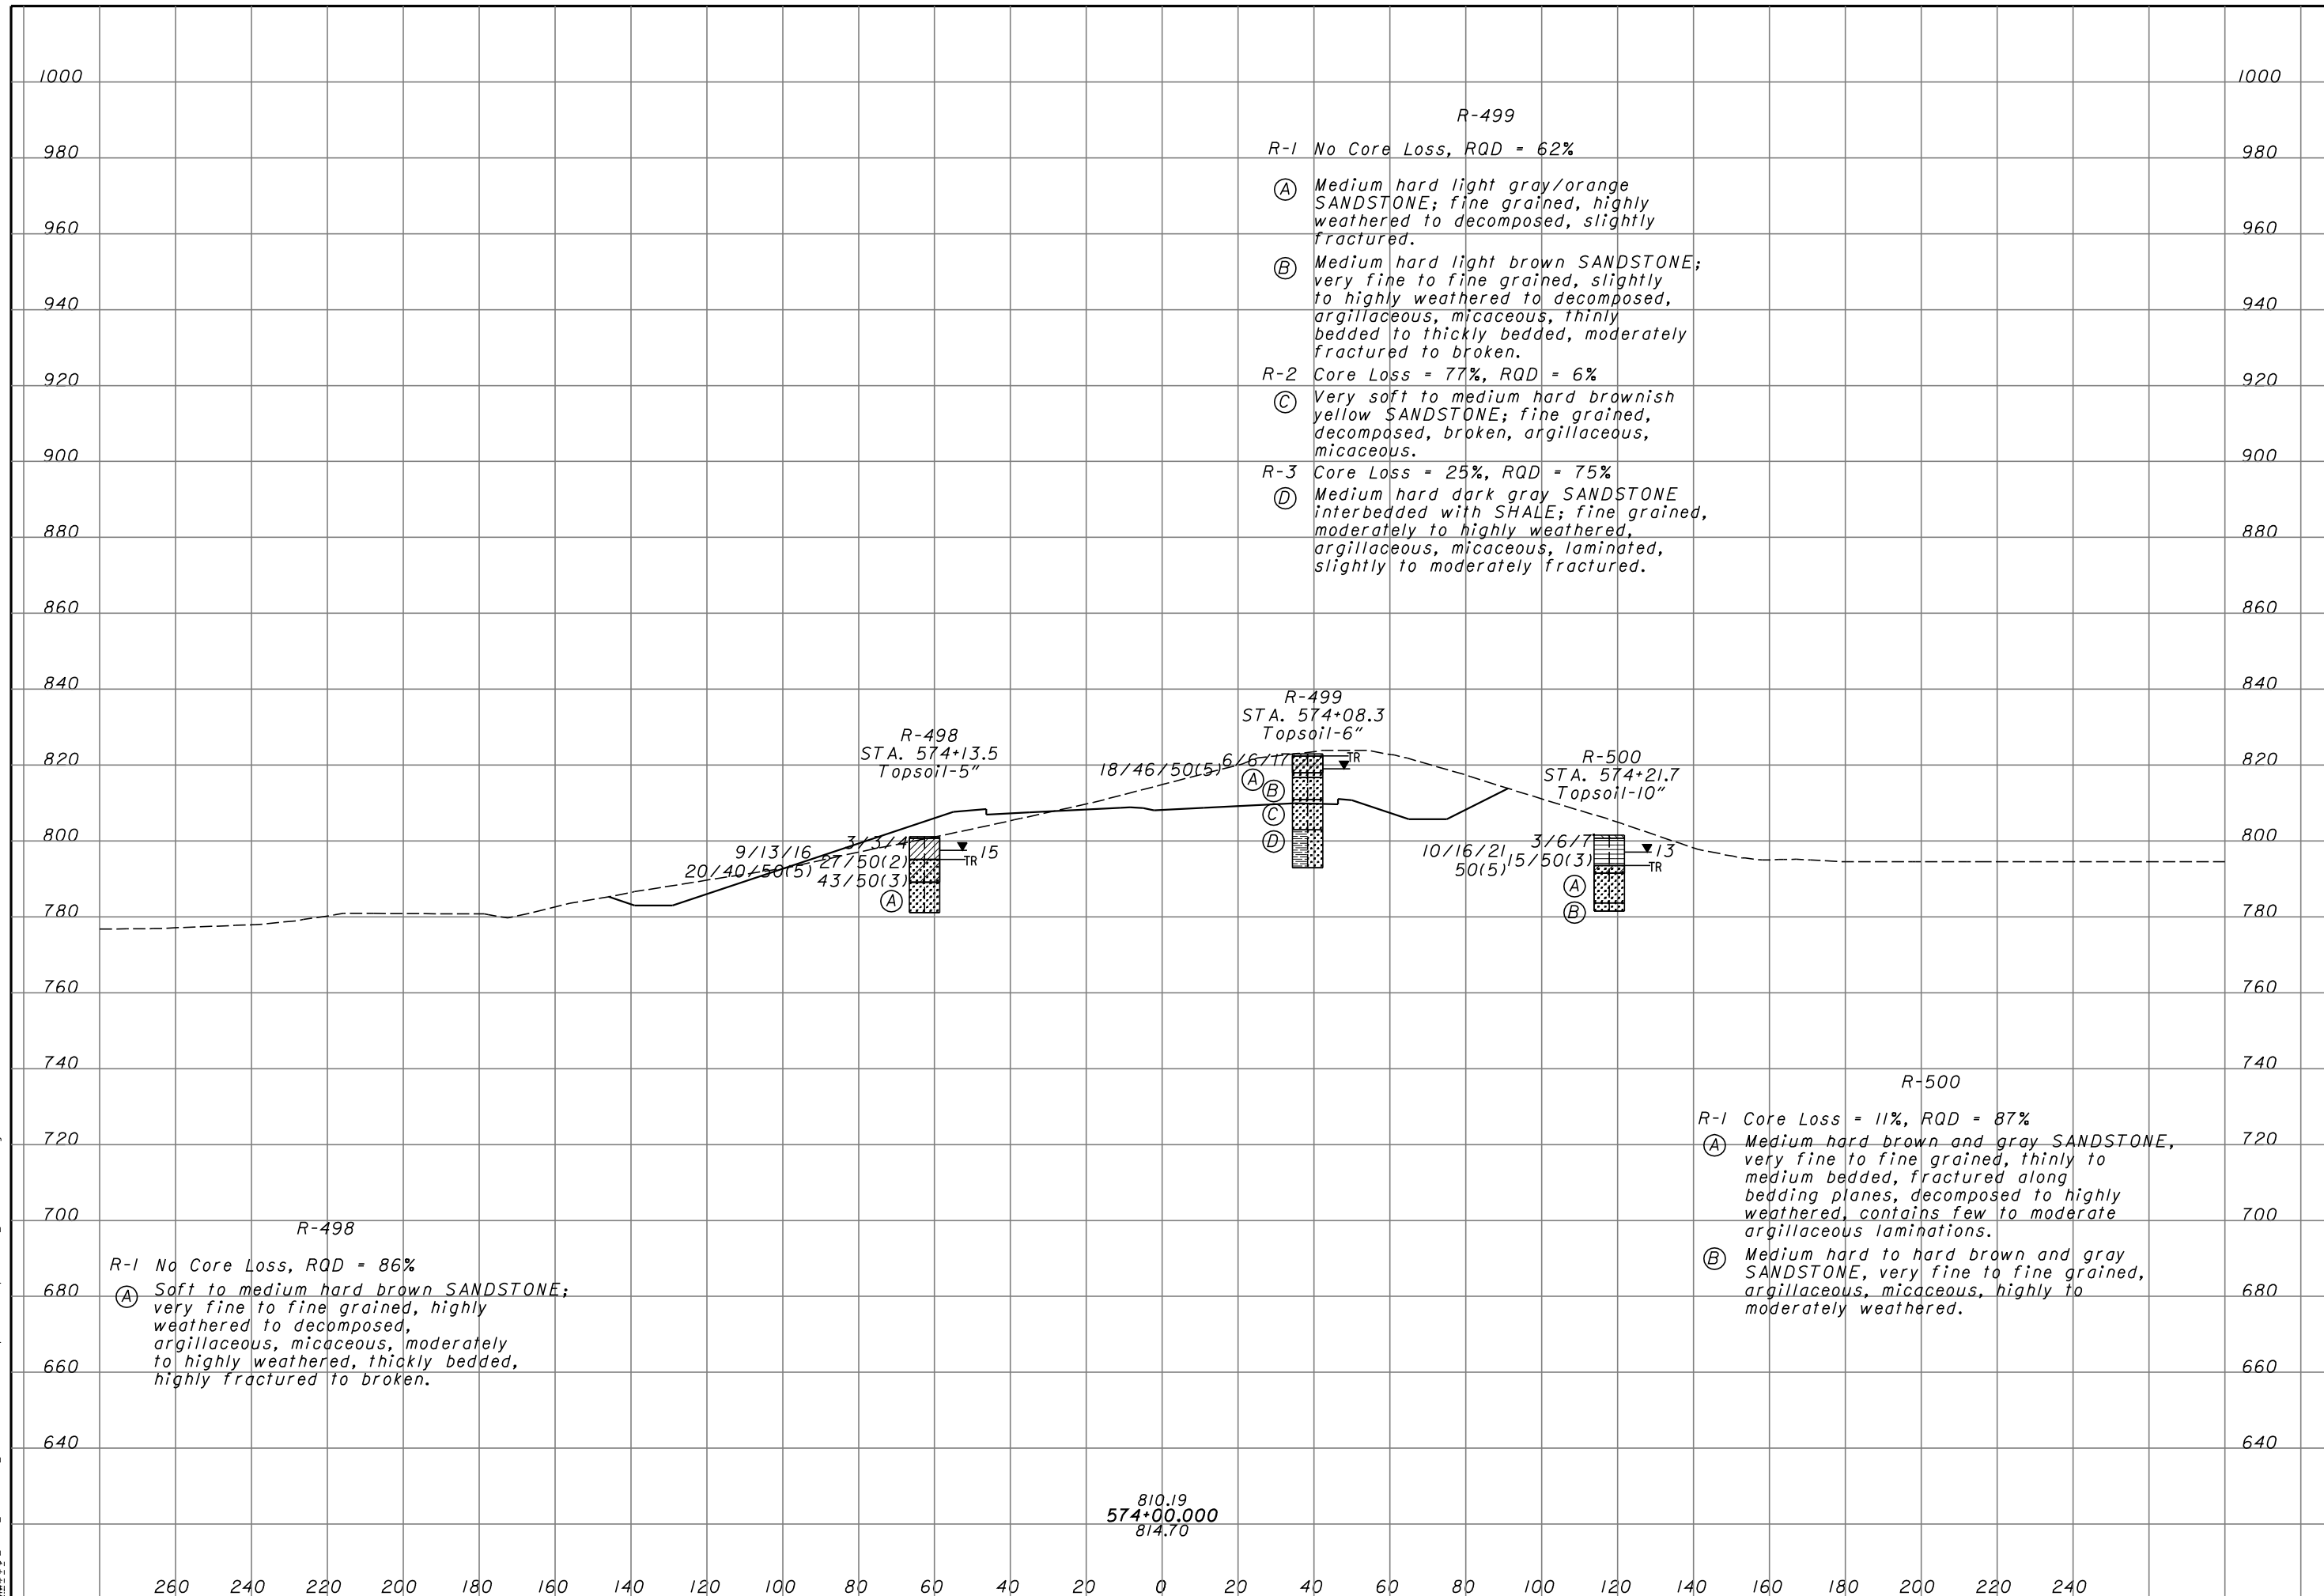 1000 1000
R-499
980 R-1 No Core Loss, RQD = 62% 980
A Medium hard light gray/orange
SANDSTONE; fine grained, highly
weathered to decomposed, slightly
fractured.
960 960
B Medium hard light brown SANDSTONE;
very fine to fine grained, slightly
to highly weathered to decomposed,
argillaceous, micaceous, thinly
bedded to thickly bedded, moderately
fractured to broken.
940 940
R-2 Core Loss = 77%, RQD = 6%
920 920
C Very soft to medium hard brownish
yellow SANDSTONE; fine grained,
decomposed, broken, argillaceous,
micaceous.
900 900
R-3 Core Loss = 25%, RQD = 75%
D Medium hard dark gray SANDSTONE
interbedded with SHALE; fine grained,
moderately to highly weathered,
argillaceous, micaceous, laminated,
slightly to moderately fractured.
880 880
860 860
840 840
R-499
STA. 574+08.3
Topsoil-6"
R-498
STA. 574+13.5
Topsoil-5"
R-500
STA. 574+21.7
Topsoil-10"
820 820
6/6/17 TR
18/46/50(5)
A
B
C
D
800 800
3/3/4
9/13/16 15
27/50(2) TR
20/40/50(5)
43/50(3)
A
3/6/7
10/16/21 13
15/50(3) TR
50(5)
A
B
780 780
760 760
740 740
R-500
R-1 Core Loss = 11%, RQD = 87%
720 720
A Medium hard brown and gray SANDSTONE,
very fine to fine grained, thinly to
medium bedded, fractured along
bedding planes, decomposed to highly
weathered, contains few to moderate
argillaceous laminations.
700 700
B Medium hard to hard brown and gray
SANDSTONE, very fine to fine grained,
argillaceous, micaceous, highly to
moderately weathered.
R-498
R-1 No Core Loss, RQD = 86%
680 680
A Soft to medium hard brown SANDSTONE;
very fine to fine grained, highly
weathered to decomposed,
argillaceous, micaceous, moderately
to highly weathered, thickly bedded,
highly fractured to broken.
660 660
640 640
810.19
574+00.000
814.70
260 240 220 200 180 160 140 120 100 80 60 40 20 0 20 40 60 80 100 120 140 160 180 200 220 240